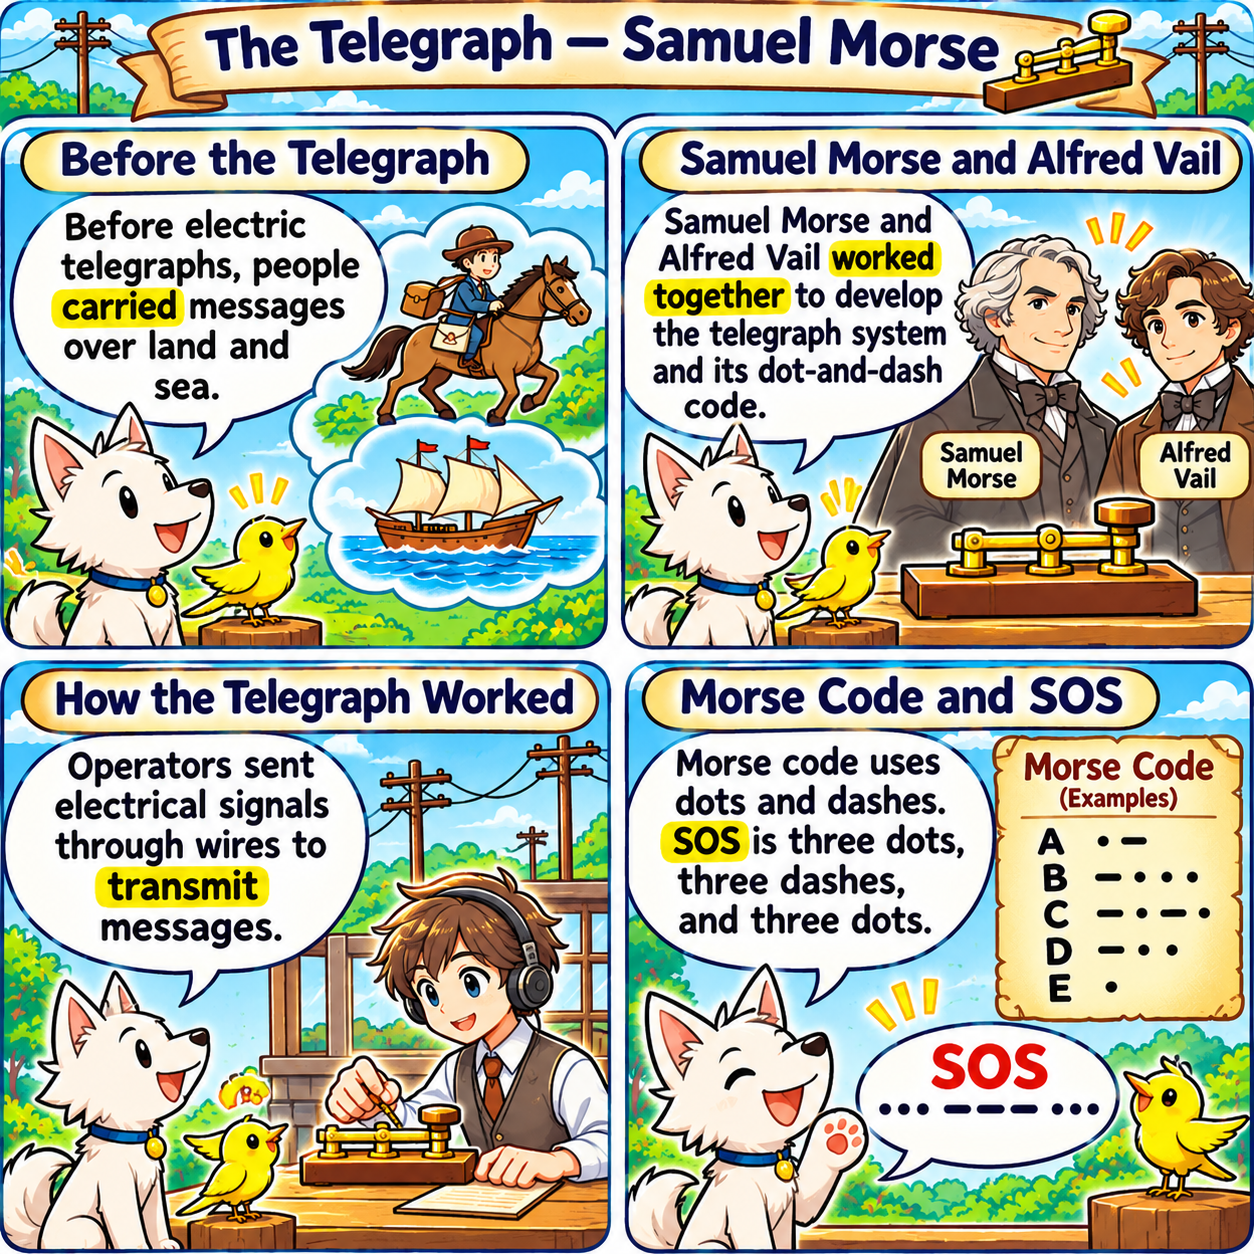 The Telegraph – Samuel Morse
Before the Telegraph
Before electric
telegraphs, people
carried messages
over land and
sea.
Samuel Morse and Alfred Vail
Samuel Morse and
Alfred Vail worked
together to develop
the telegraph system
and its dot-and-dash
code.
Samuel
Morse
Alfred
Vail
How the Telegraph Worked
Operators sent
electrical signals
through wires to
transmit
messages.
Morse Code and SOS
Morse code uses
dots and dashes.
SOS is three dots,
three dashes,
and three dots.
Morse Code
(Examples)
A • –
B – • • •
C – • – •
D – • •
E •
SOS
••• ––– •••